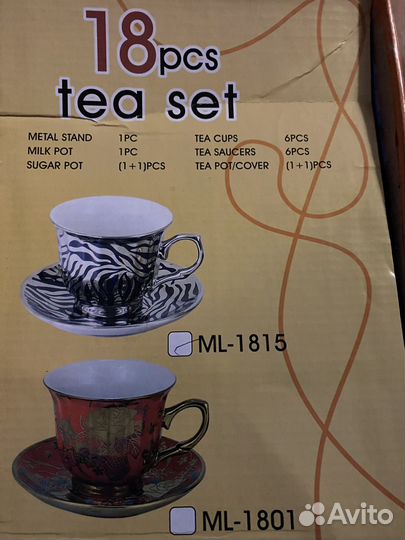 18pcs
tea set
METAL STAND 1PC TEA CUPS 6PCS
MILK POT 1PC TEA SAUCERS 6PCS
SUGAR POT (1+1)PCS TEA POT/COVER (1+1)PCS
ML-1815
ML-1801
Avito